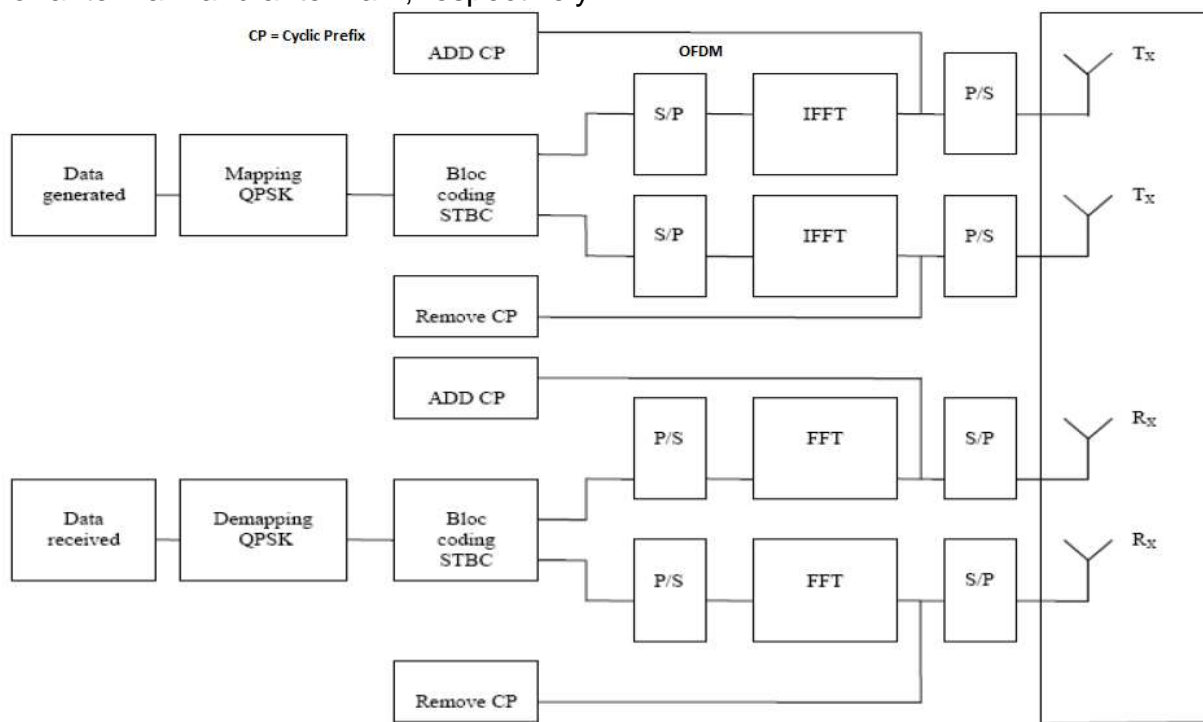 CP = Cyclic Prefix
ADD CP
OFDM
S/P
IFFT
P/S
Tx
Data
generated
Mapping
QPSK
Bloc
coding
STBC
S/P
IFFT
P/S
Tx
Remove CP
ADD CP
P/S
FFT
S/P
Rx
Data
received
Demapping
QPSK
Bloc
coding
STBC
P/S
FFT
S/P
Rx
Remove CP